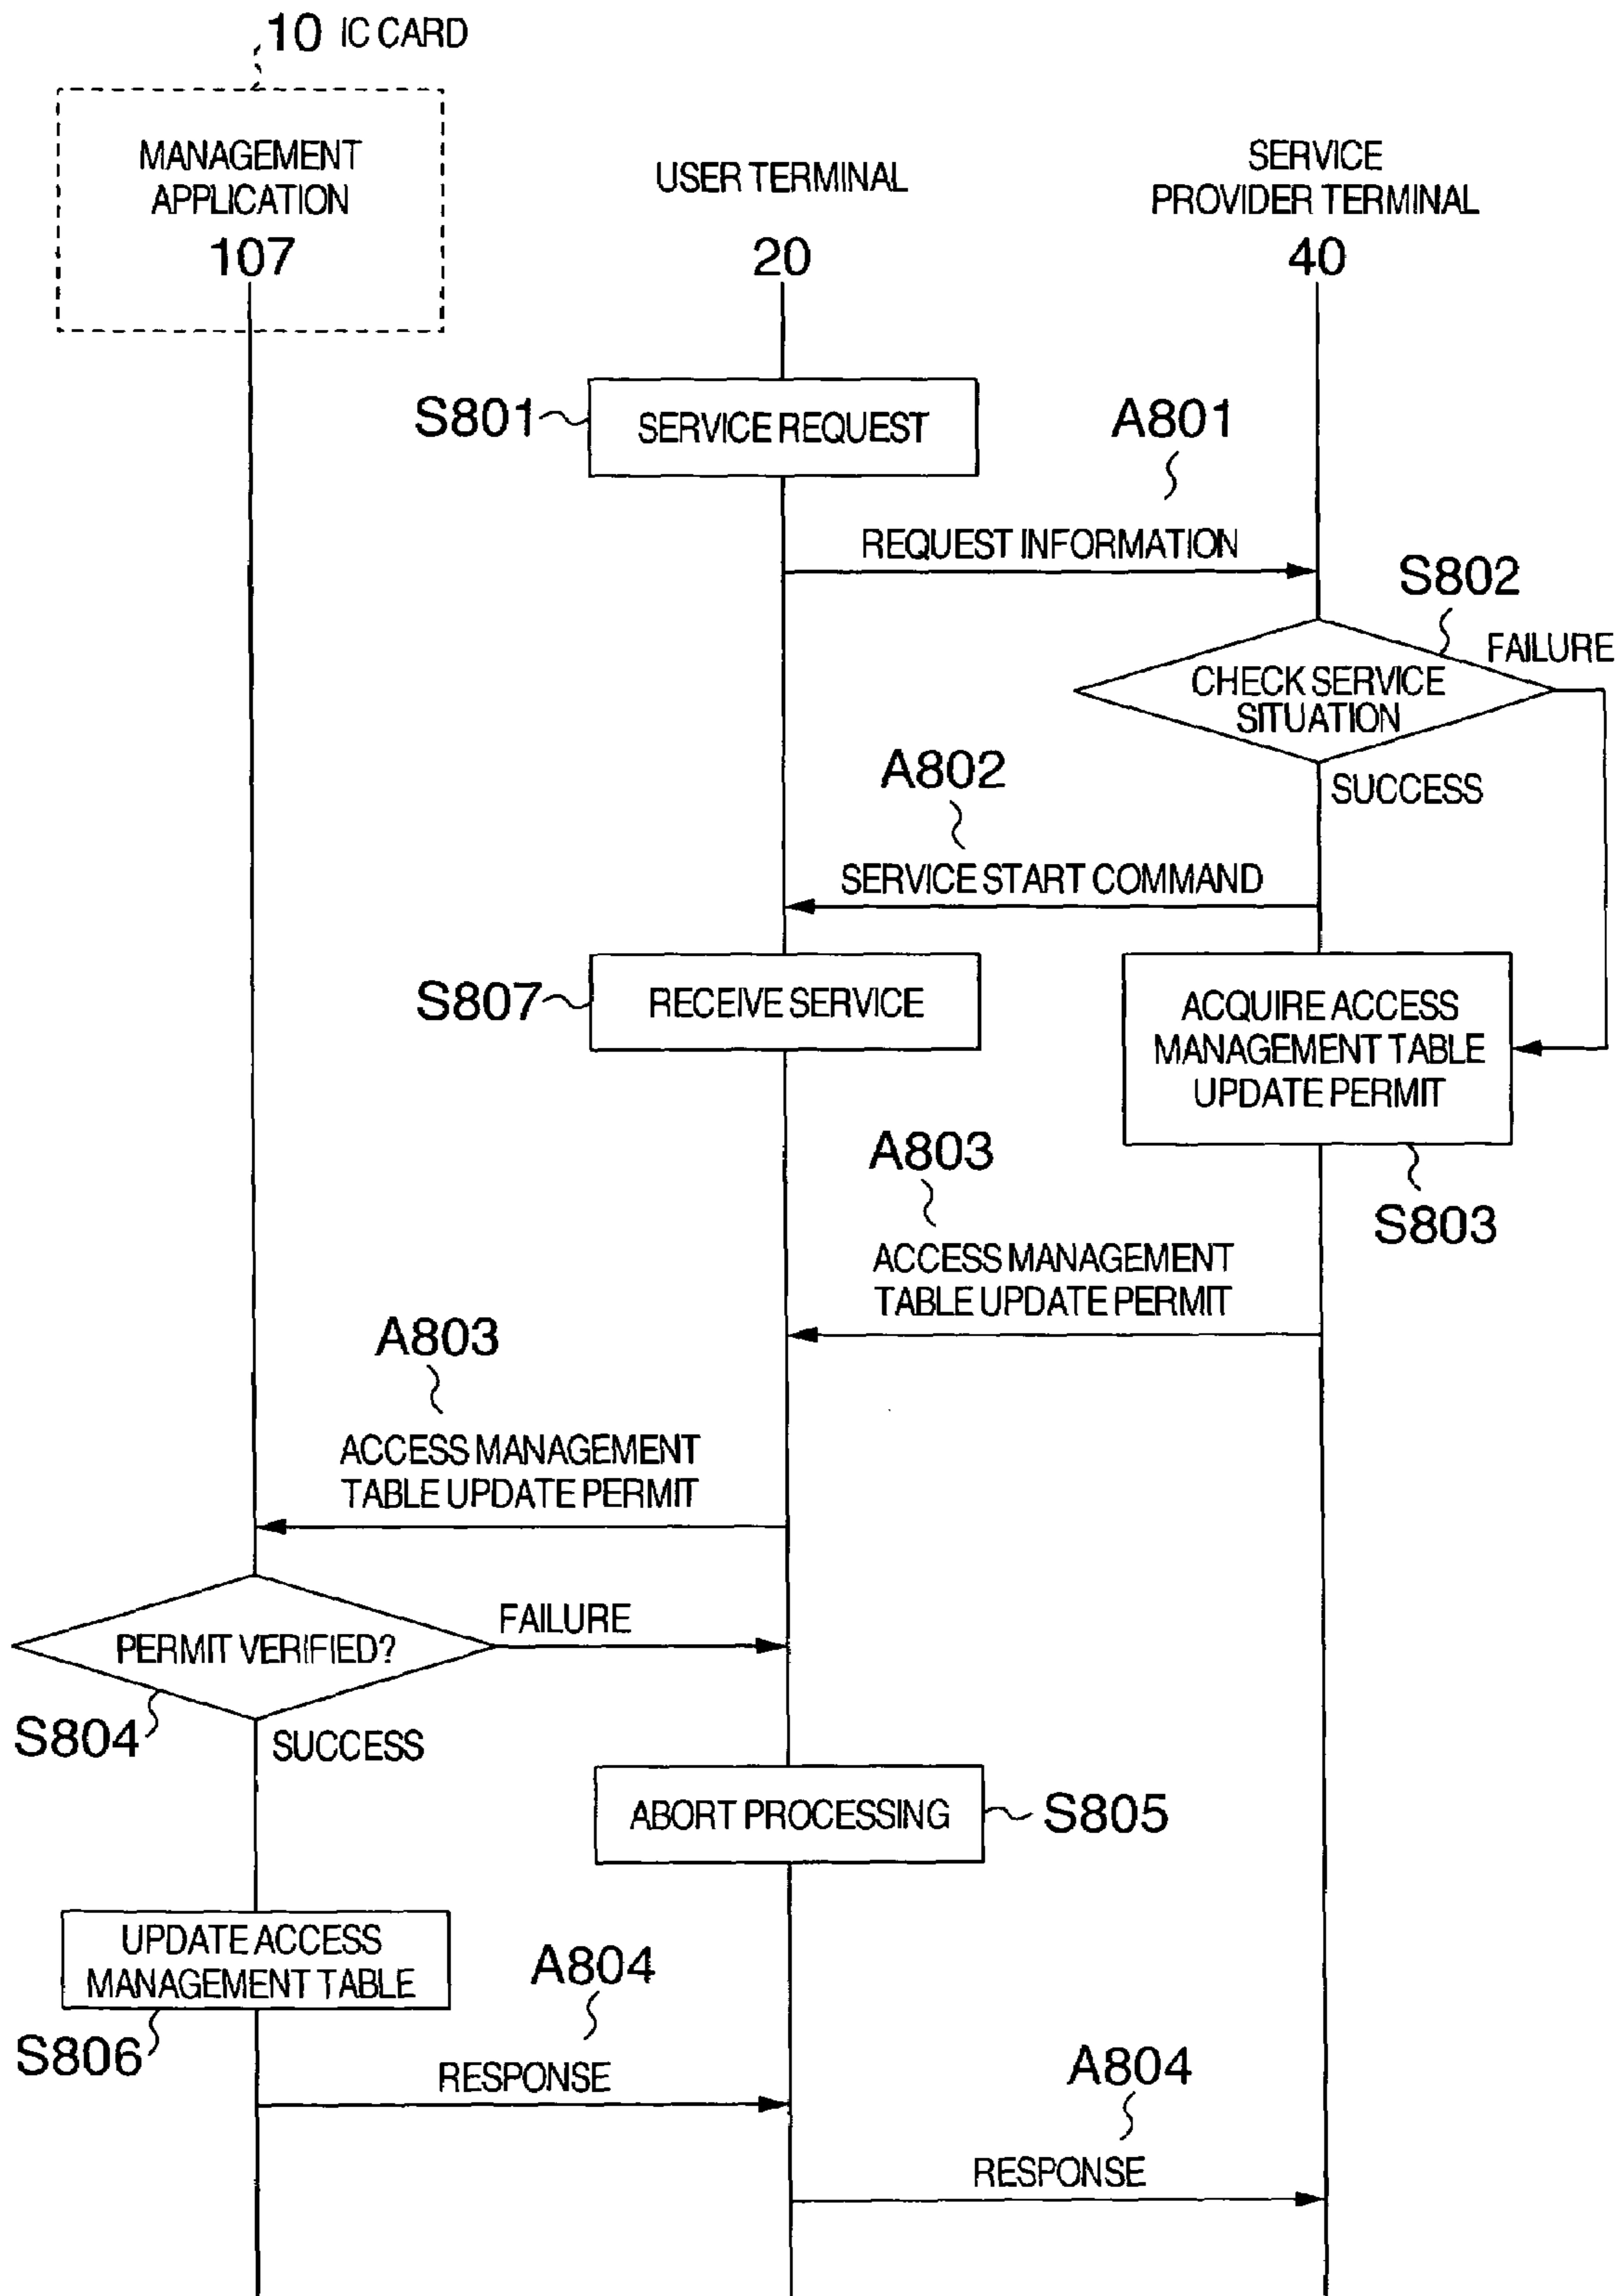 10 IC CARD
MANAGEMENT
APPLICATION
107
USER TERMINAL
20
SERVICE
PROVIDER TERMINAL
40
S801
SERVICE REQUEST
A801
REQUEST INFORMATION
S802
FAILURE
CHECK SERVICE
SITUATION
SUCCESS
A802
SERVICE START COMMAND
S807
RECEIVE SERVICE
ACQUIRE ACCESS
MANAGEMENT TABLE
UPDATE PERMIT
S803
A803
ACCESS MANAGEMENT
TABLE UPDATE PERMIT
A803
ACCESS MANAGEMENT
TABLE UPDATE PERMIT
PERMIT VERIFIED?
FAILURE
S804
SUCCESS
ABORT PROCESSING
S805
UPDATE ACCESS
MANAGEMENT TABLE
S806
A804
RESPONSE
A804
RESPONSE